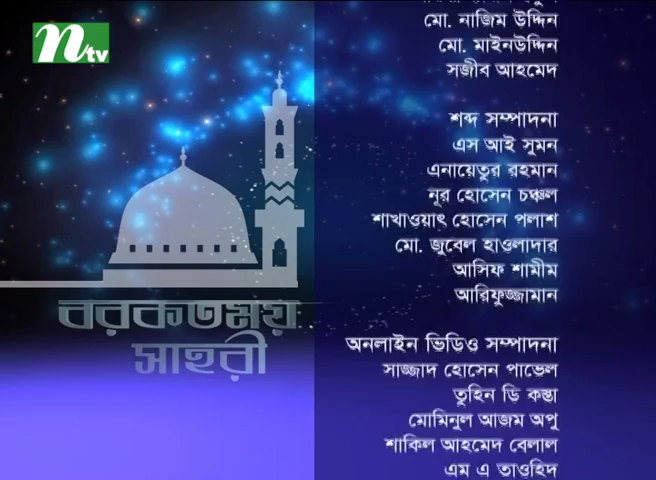 ntv
মো. নাজিম উদ্দিন
মো. মাইনউদ্দিন
সজীব আহমেদ
শব্দ সম্পাদনা
এস আই সুমন
এনায়েতুর রহমান
নূর হোসেন চঞ্চল
শাখাওয়াৎ হোসেন পলাশ
মো. জুবেল হাওলাদার
আসিফ শামীম
আরিফুজ্জামান
বরকতময়
সাহরী
অনলাইন ভিডিও সম্পাদনা
সাজ্জাদ হোসেন পাভেল
তুহিন ডি কস্তা
মোমিনুল আজম অপু
শাকিল আহমেদ বেলাল
এম এ তাওহিদ